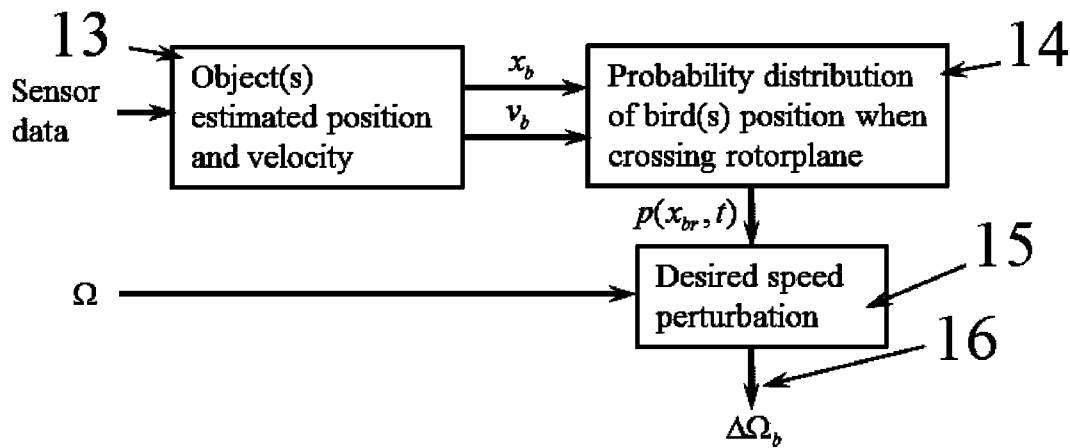 13
Sensor
data
Object(s)
estimated position
and velocity
x_b
v_b
Probability distribution
of bird(s) position when
crossing rotorplane
14
p(x_br, t)
Ω
Desired speed
perturbation
15
16
ΔΩ_b